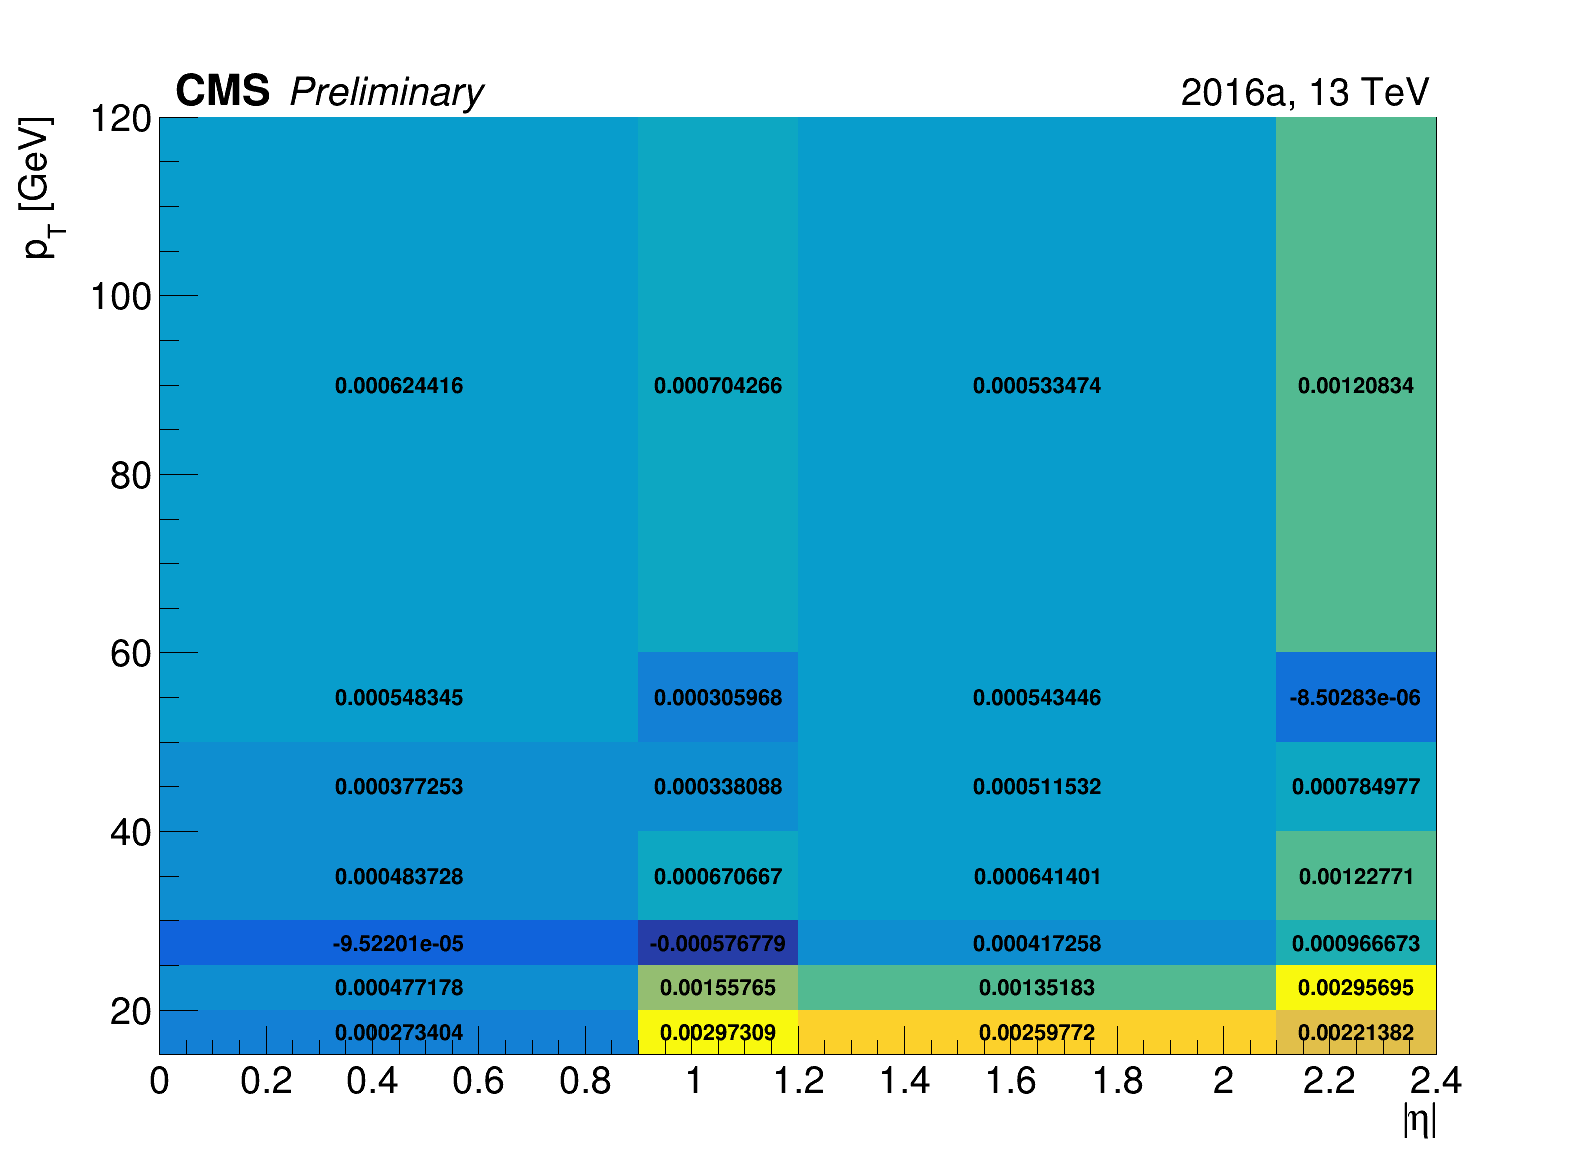 CMS Preliminary 2016a, 13 TeV
p_T [GeV]
120
100
0.000624416 0.000704266 0.000533474 0.00120834
80
60
0.000548345 0.000305968 0.000543446 -8.50283e-06
0.000377253 0.000338088 0.000511532 0.000784977
40
0.000483728 0.000670667 0.000641401 0.00122771
-9.52201e-05 -0.000576779 0.000417258 0.000966673
0.000477178 0.00155765 0.00135183 0.00295695
20
0.000273404 0.00297309 0.00259772 0.00221382
0 0.2 0.4 0.6 0.8 1 1.2 1.4 1.6 1.8 2 2.2 2.4
|η|